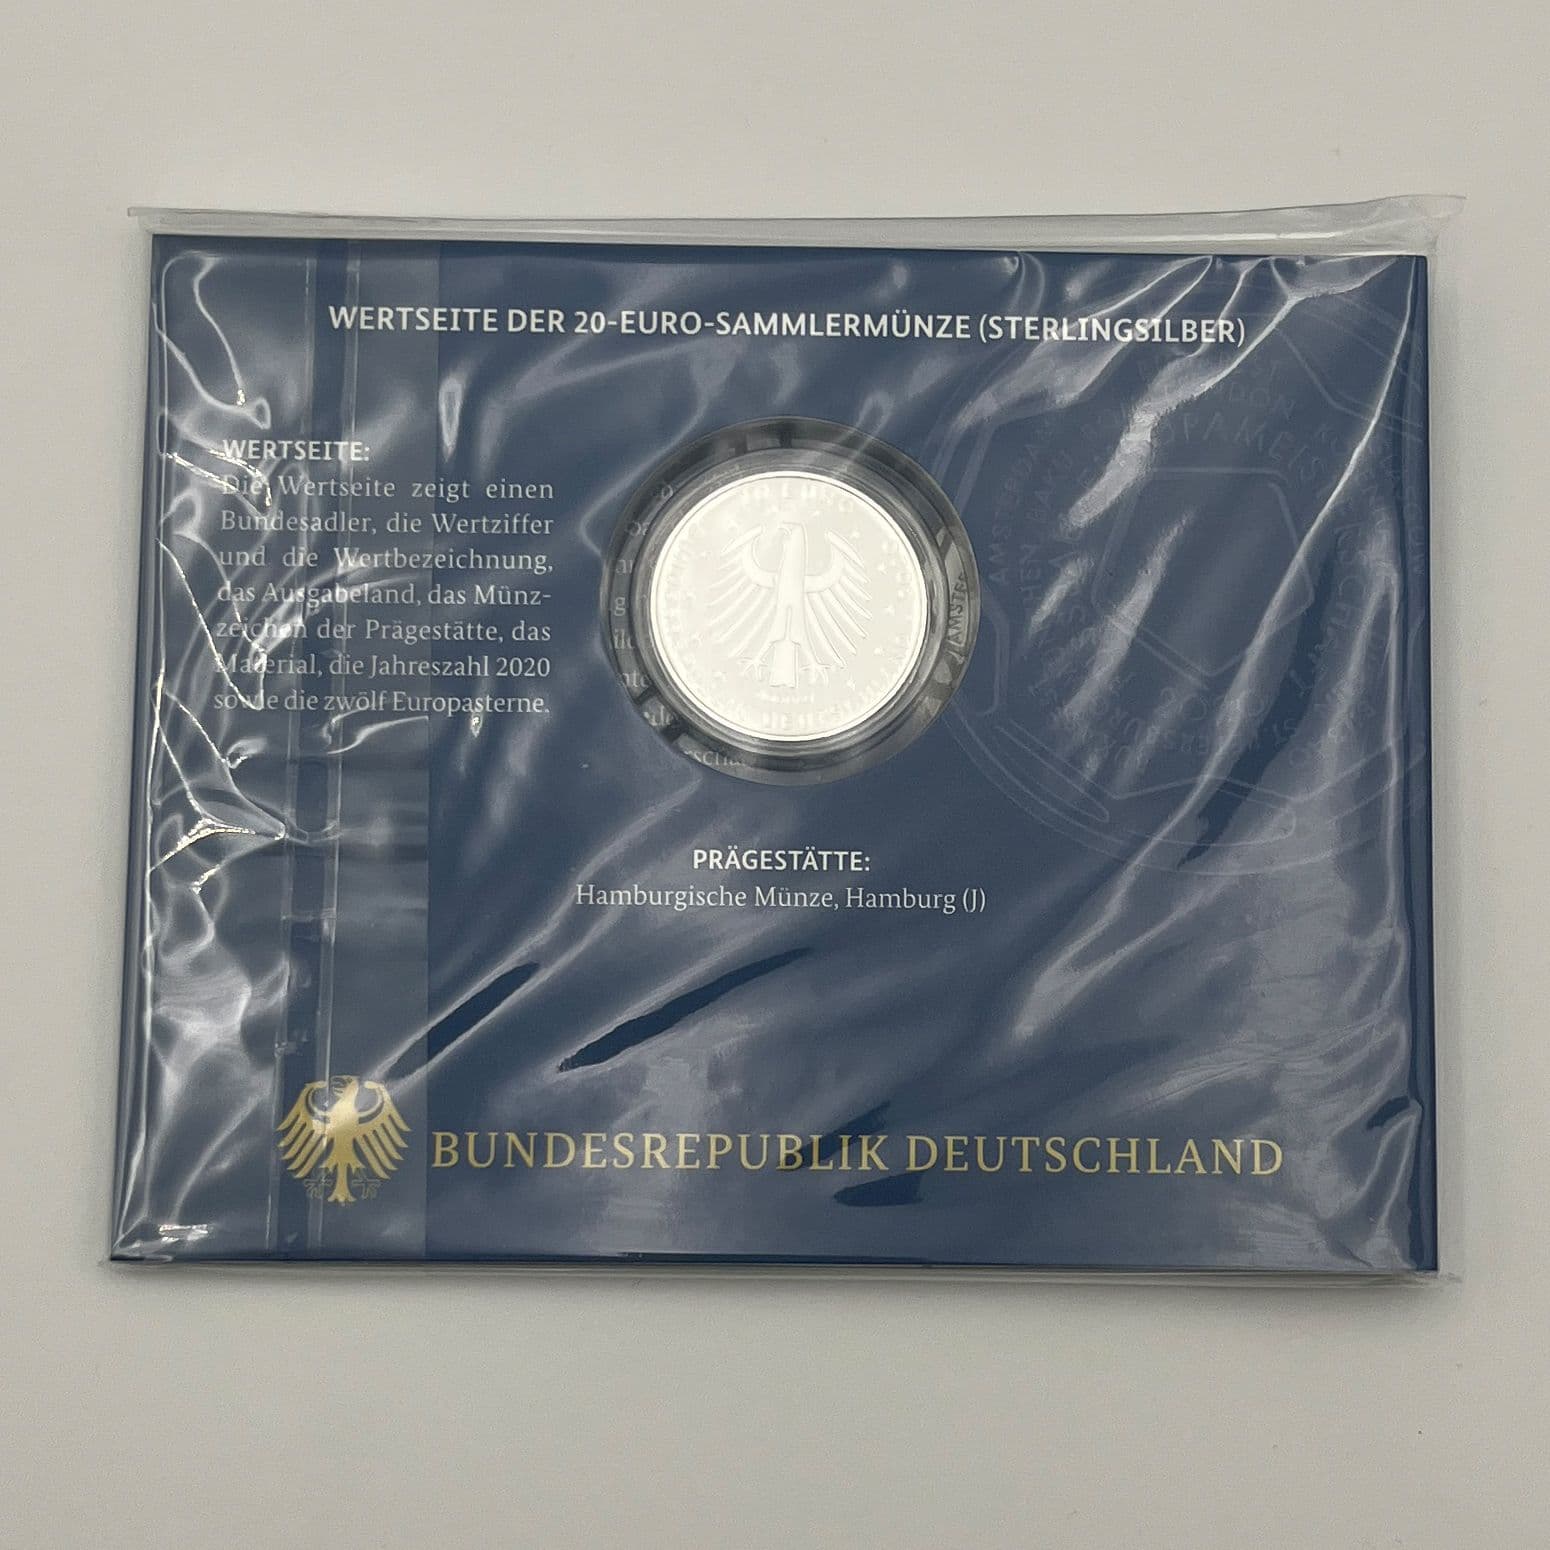 WERTSEITE DER 20-EURO-SAMMLERMÜNZE (STERLINGSILBER)
WERTSEITE:
Die Wertseite zeigt einen
Bundesadler, die Wertziffer
und die Wertbezeichnung,
das Ausgabeland, das Münz-
zeichen der Prägestätte, das
Material, die Jahreszahl 2020
sowie die zwölf Europasterne.
20 EURO
PRÄGESTÄTTE:
Hamburgische Münze, Hamburg (J)
BUNDESREPUBLIK DEUTSCHLAND